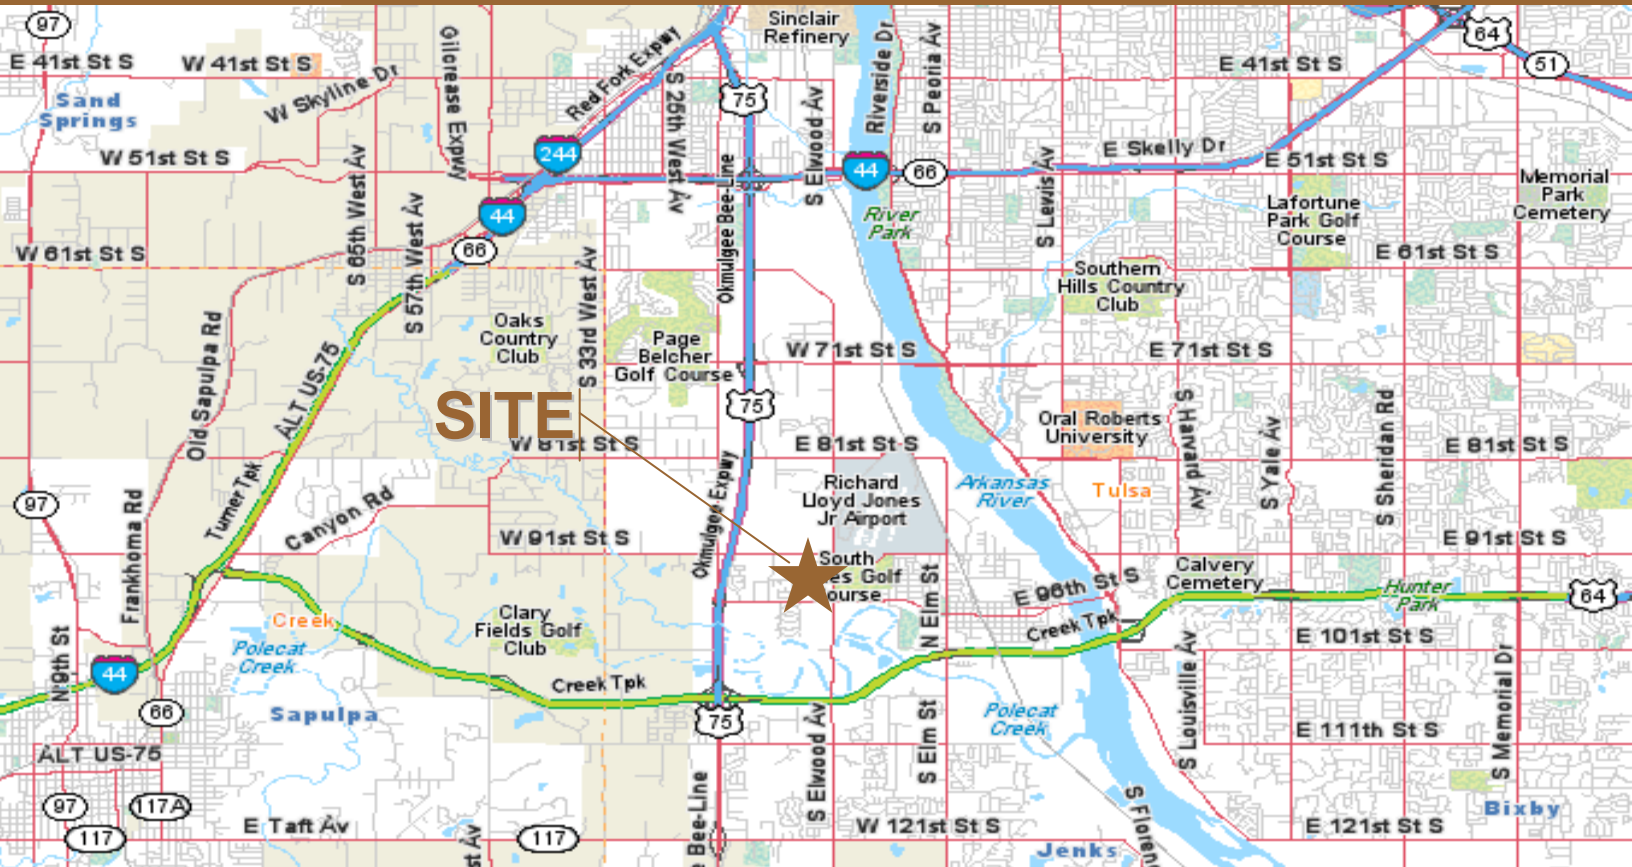 97
E 41st St S
W 41st St S
Gilcrease Expwy
Red Fork Expwy
Sinclair
Refinery
Riverside Dr
S Peoria Av
E 41st St S
64
51
Sand
Springs
W Skyline Dr
S 25th West Av
75
S Elwood Av
W 51st St S
244
44
66
E Skelly Dr
E 51st St S
S 65th West Av
S 57th West Av
44
66
Okmulgee Bee-Line
River
Park
S Lewis Av
Lafortune
Park Golf
Course
Memorial
Park
Cemetery
W 61st St S
E 61st St S
S 33rd West Av
Southern
Hills Country
Club
Old Sapulpa Rd
ALT US-75
Oaks
Country
Club
Page
Belcher
Golf Course
W 71st St S
E 71st St S
75
SITE
W 81st St S
E 81st St S
Oral Roberts
University
S Harvard Av
S Yale Av
S Sheridan Rd
E 81st St S
97
Frankhoma Rd
Turner Tpk
Canyon Rd
Okmulgee Expwy
Richard
Lloyd Jones
Jr Airport
Arkansas
River
Tulsa
W 91st St S
E 91st St S
South
es Golf
ourse
N Elm St
E 96th St S
Calvery
Cemetery
Hunter
Park
64
Creek
Clary
Fields Golf
Club
Creek Tpk
E 101st St S
N 9th St
44
Polecat
Creek
Creek Tpk
66
Sapulpa
75
S Elwood Av
S Elm St
Polecat
Creek
S Louisville Av
E 111th St S
S Memorial Dr
ALT US-75
97
117A
117
E Taft Av
117
st Av
e Bee-Line
W 121st St S
S Floren
E 121st St S
Bixby
Jenks